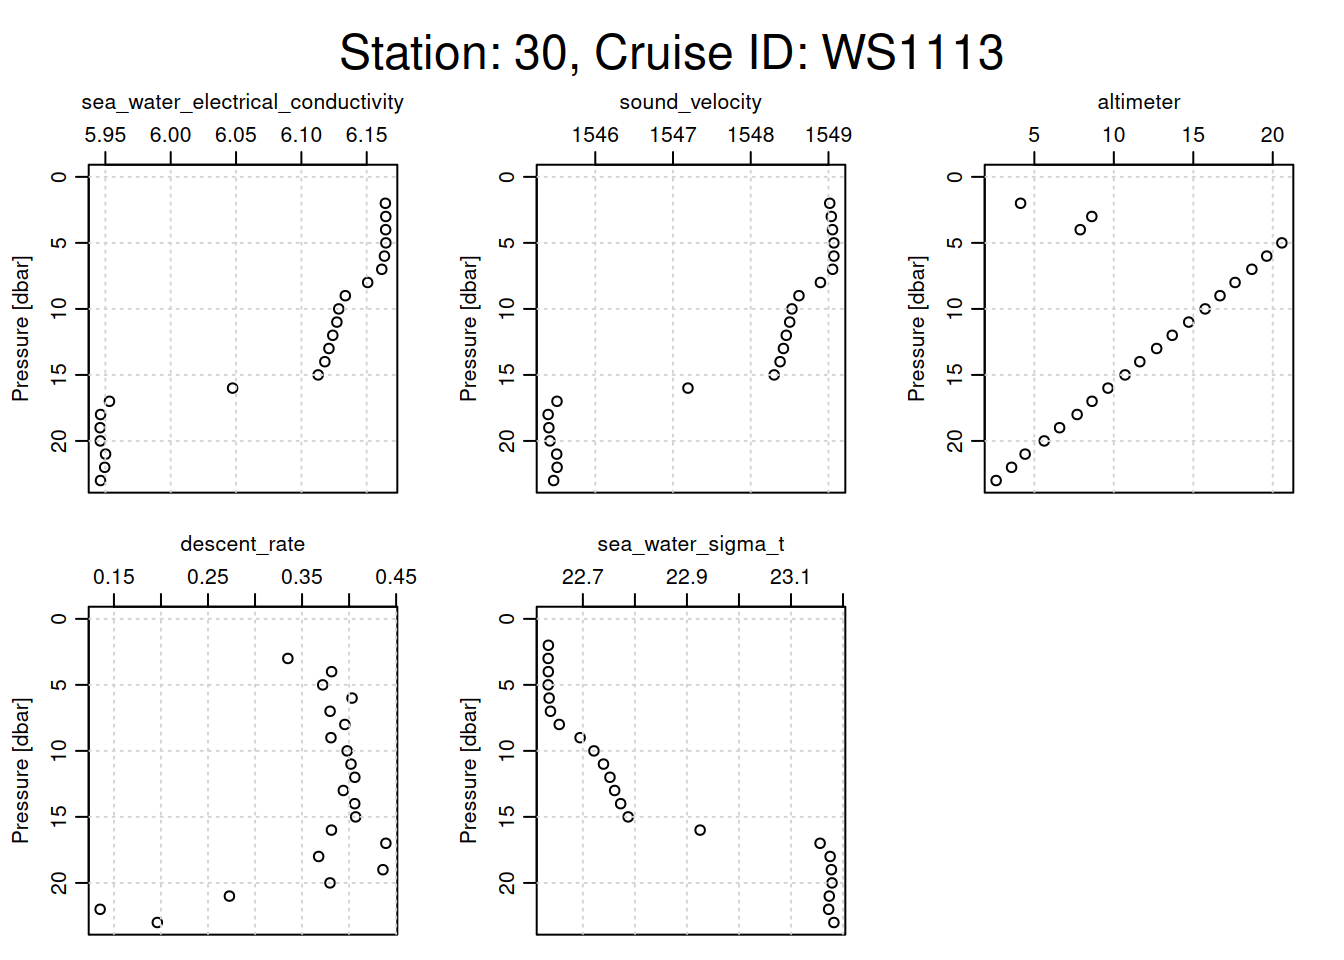 Station: 30, Cruise ID: WS1113
sea_water_electrical_conductivity
5.95 6.00 6.05 6.10 6.15
0
5
10
15
20
Pressure [dbar]
sound_velocity
1546 1547 1548 1549
0
5
10
15
20
Pressure [dbar]
altimeter
5 10 15 20
0
5
10
15
20
Pressure [dbar]
descent_rate
0.15 0.25 0.35 0.45
0
5
10
15
20
Pressure [dbar]
sea_water_sigma_t
22.7 22.9 23.1
0
5
10
15
20
Pressure [dbar]